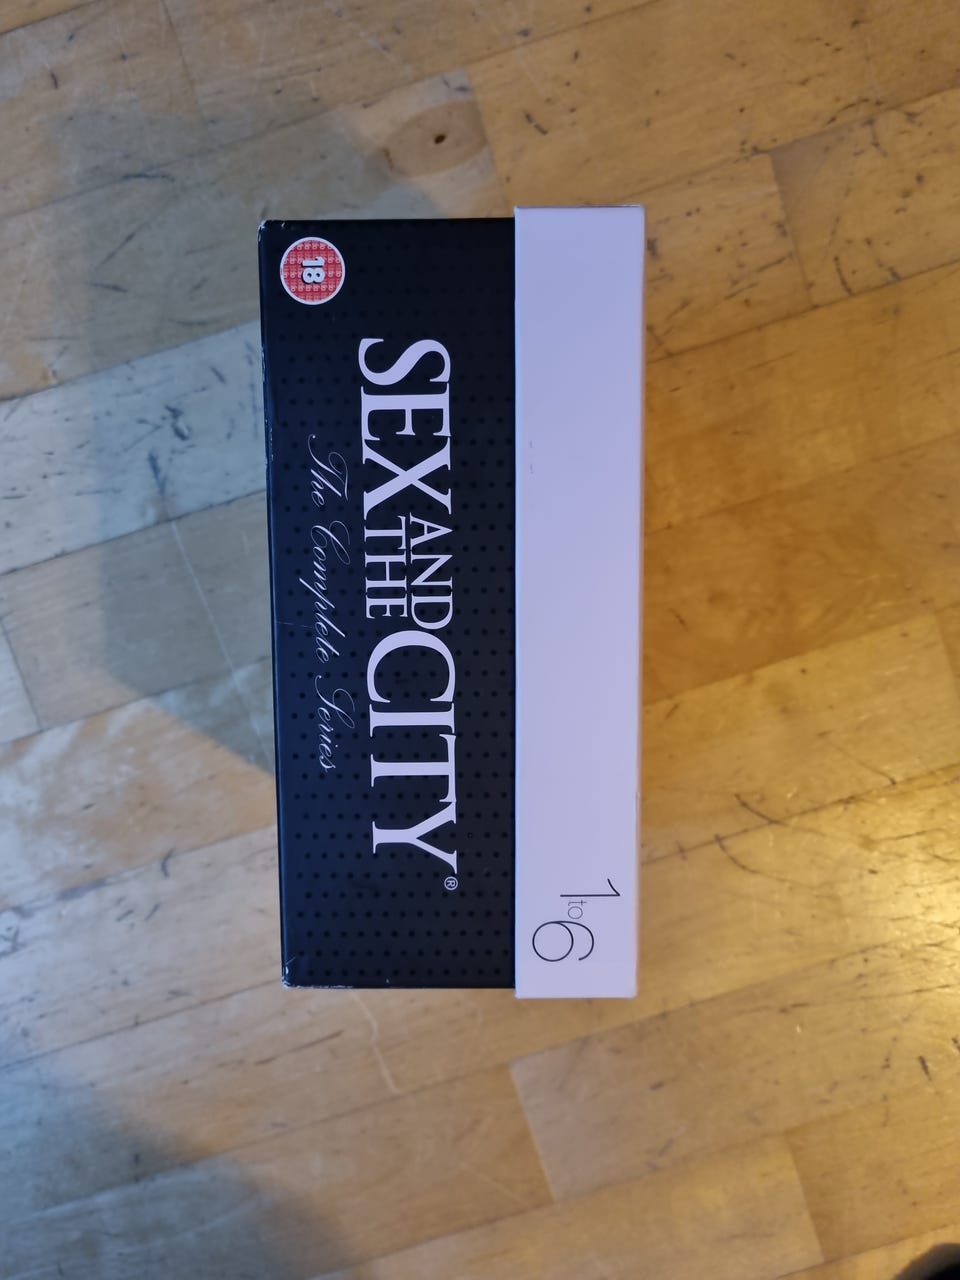 1 to 6
SEX AND THE CITY®
The Complete Series
18